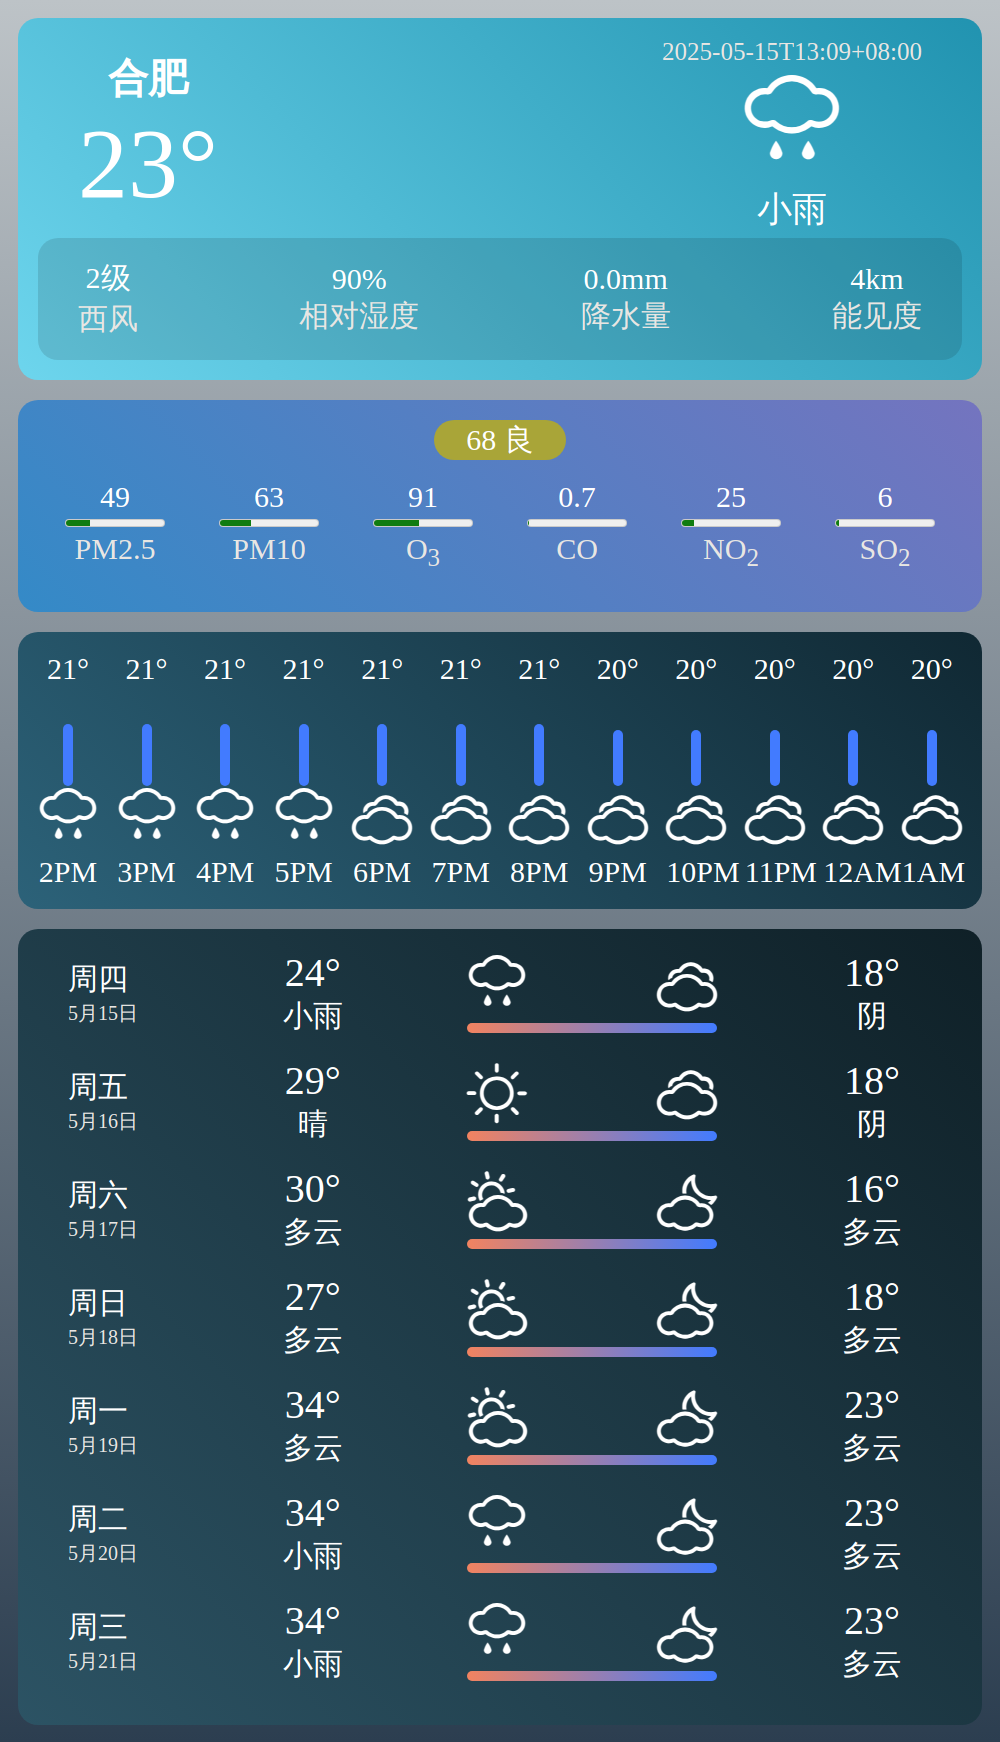 合肥
2025-05-15T13:09+08:00
23°
小雨
2级 90% 0.0mm 4km
西风 相对湿度 降水量 能见度
68 良
49 63 91 0.7 25 6
PM2.5 PM10 O3 CO NO2 SO2
21° 21° 21° 21° 21° 21° 21° 20° 20° 20° 20° 20°
2PM 3PM 4PM 5PM 6PM 7PM 8PM 9PM 10PM 11PM 12AM 1AM
周四 24° 18°
5月15日 小雨 阴
周五 29° 18°
5月16日 晴 阴
周六 30° 16°
5月17日 多云 多云
周日 27° 18°
5月18日 多云 多云
周一 34° 23°
5月19日 多云 多云
周二 34° 23°
5月20日 小雨 多云
周三 34° 23°
5月21日 小雨 多云